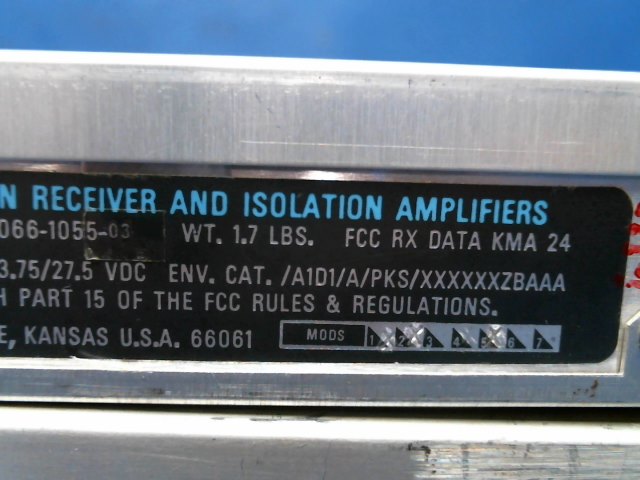 N RECEIVER AND ISOLATION AMPLIFIERS
066-1055-03 WT. 1.7 LBS. FCC RX DATA KMA 24
3.75/27.5 VDC ENV. CAT. /A1D1/A/PKS/XXXXXXZBAAA
H PART 15 OF THE FCC RULES & REGULATIONS.
E, KANSAS U.S.A. 66061 MODS 1 2 3 4 5 6 7